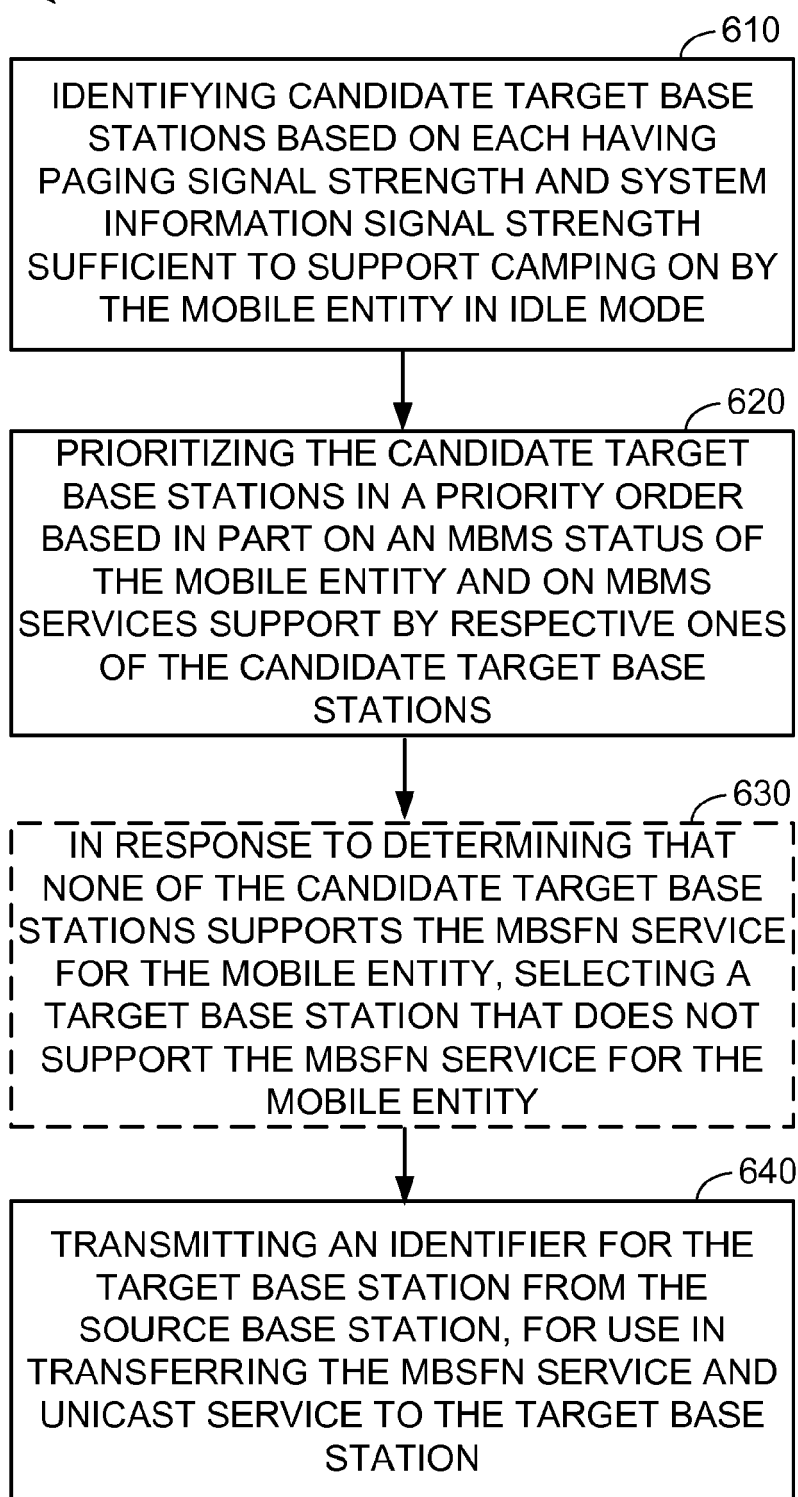 610
IDENTIFYING CANDIDATE TARGET BASE
STATIONS BASED ON EACH HAVING
PAGING SIGNAL STRENGTH AND SYSTEM
INFORMATION SIGNAL STRENGTH
SUFFICIENT TO SUPPORT CAMPING ON BY
THE MOBILE ENTITY IN IDLE MODE
620
PRIORITIZING THE CANDIDATE TARGET
BASE STATIONS IN A PRIORITY ORDER
BASED IN PART ON AN MBMS STATUS OF
THE MOBILE ENTITY AND ON MBMS
SERVICES SUPPORT BY RESPECTIVE ONES
OF THE CANDIDATE TARGET BASE
STATIONS
630
IN RESPONSE TO DETERMINING THAT
NONE OF THE CANDIDATE TARGET BASE
STATIONS SUPPORTS THE MBSFN SERVICE
FOR THE MOBILE ENTITY, SELECTING A
TARGET BASE STATION THAT DOES NOT
SUPPORT THE MBSFN SERVICE FOR THE
MOBILE ENTITY
640
TRANSMITTING AN IDENTIFIER FOR THE
TARGET BASE STATION FROM THE
SOURCE BASE STATION, FOR USE IN
TRANSFERRING THE MBSFN SERVICE AND
UNICAST SERVICE TO THE TARGET BASE
STATION